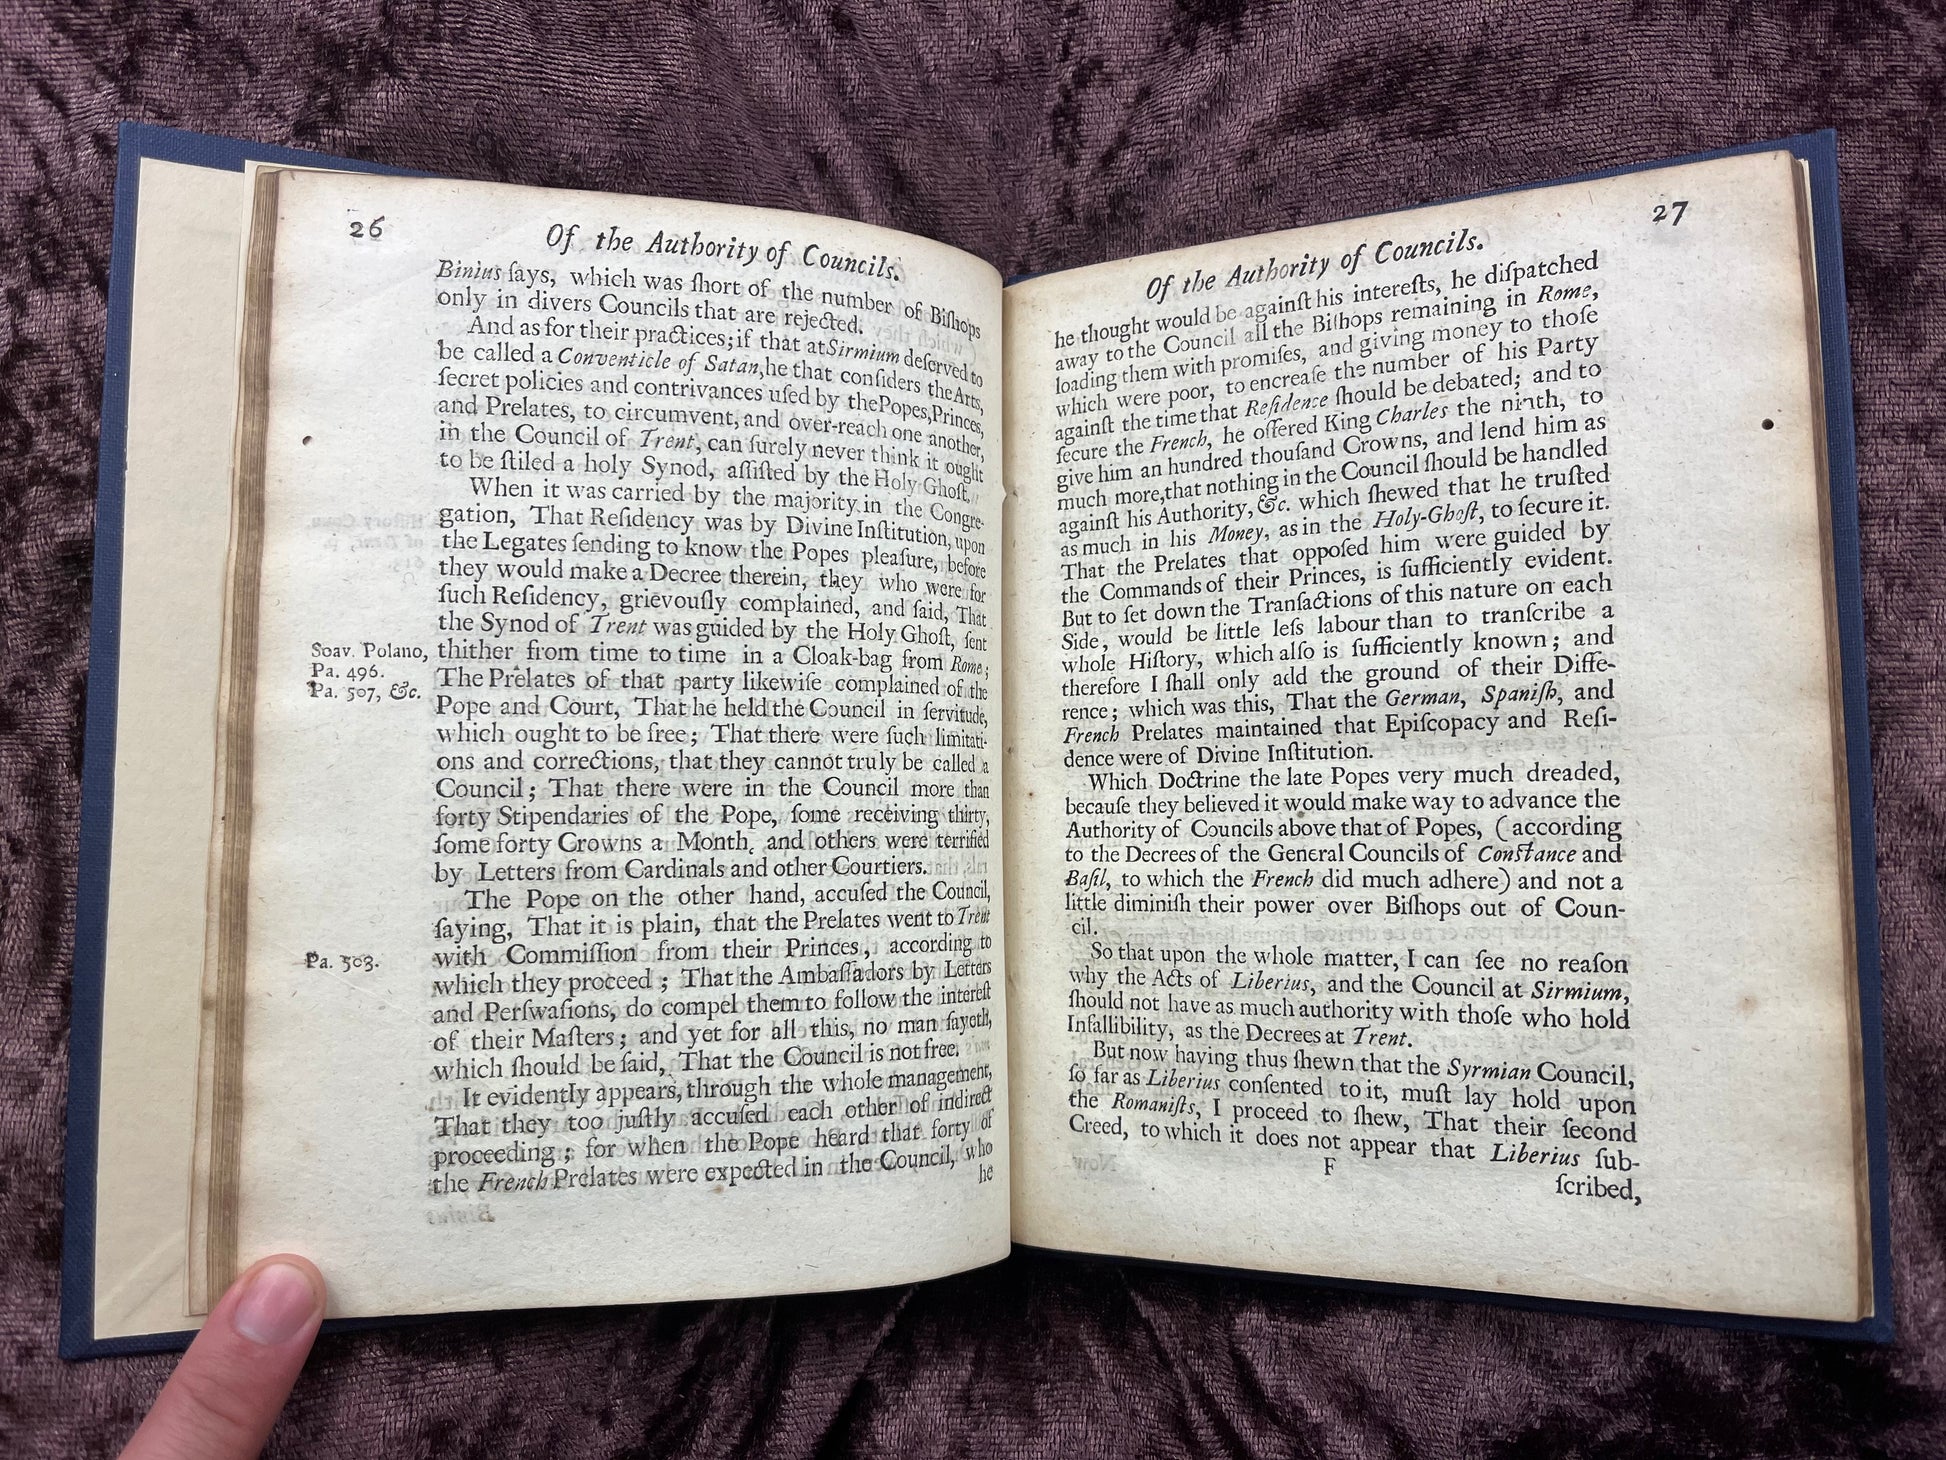 26
Of the Authority of Councils.
Binius ſays, which was ſhort of the number of Biſhops
only in divers Councils that are rejected.
And as for their practices; if that at Sirmium deſerved to
be called a Conventicle of Satan, he that conſiders the Arts,
ſecret policies and contrivances uſed by the Popes, Princes,
and Prelates, to circumvent, and over-reach one another,
in the Council of Trent, can ſurely never think it ought
to be ſtiled a holy Synod, aſſiſted by the Holy Ghoſt.
When it was carried by the majority in the Congre-
gation, That Reſidency was by Divine Inſtitution, upon
the Legates ſending to know the Popes pleaſure, before
they would make a Decree therein, they who were for
ſuch Reſidency, grievouſly complained, and ſaid, That
the Synod of Trent was guided by the Holy Ghoſt, ſent
thither from time to time in a Cloak-bag from Rome;
Soav. Polano,
Pa. 496.
Pa. 507, &c.
The Prelates of that party likewiſe complained of the
Pope and Court, That he held the Council in ſervitude,
which ought to be free; That there were ſuch limitati-
ons and corrections, that they cannot truly be called a
Council; That there were in the Council more than
forty Stipendaries of the Pope, ſome receiving thirty,
ſome forty Crowns a Month, and others were terrified
by Letters from Cardinals and other Courtiers.
The Pope on the other hand, accuſed the Council,
ſaying, That it is plain, that the Prelates went to Trent
with Commiſſion from their Princes, according to
Pa. 503.
which they proceed; That the Ambaſſadors by Letters
and Perſwaſions, do compel them to follow the intereſt
of their Maſters; and yet for all this, no man ſayoth,
which ſhould be ſaid, That the Council is not free.
It evidently appears, through the whole management,
That they too juſtly accuſed each other of indirect
proceeding; for when the Pope heard that forty of
the French Prelates were expected in the Council, who
he
27
Of the Authority of Councils.
he thought would be againſt his intereſts, he diſpatched
away to the Council all the Biſhops remaining in Rome,
loading them with promiſes, and giving money to thoſe
which were poor, to encreaſe the number of his Party
againſt the time that Reſidence ſhould be debated; and to
ſecure the French, he offered King Charles the ninth, to
give him an hundred thouſand Crowns, and lend him as
much more, that nothing in the Council ſhould be handled
againſt his Authority, &c. which ſhewed that he truſted
as much in his Money, as in the Holy-Ghoſt, to ſecure it.
That the Prelates that oppoſed him were guided by
the Commands of their Princes, is ſufficiently evident.
But to ſet down the Tranſactions of this nature on each
Side, would be little leſs labour than to tranſcribe a
whole Hiſtory, which alſo is ſufficiently known; and
therefore I ſhall only add the ground of their Diffe-
rence; which was this, That the German, Spaniſh, and
French Prelates maintained that Epiſcopacy and Reſi-
dence were of Divine Inſtitution.
Which Doctrine the late Popes very much dreaded,
becauſe they believed it would make way to advance the
Authority of Councils above that of Popes, (according
to the Decrees of the General Councils of Conſtance and
Baſil, to which the French did much adhere) and not a
little diminiſh their power over Biſhops out of Coun-
cil.
So that upon the whole matter, I can ſee no reaſon
why the Acts of Liberius, and the Council at Sirmium,
ſhould not have as much authority with thoſe who hold
Infallibility, as the Decrees at Trent.
But now having thus ſhewn that the Syrmian Council,
ſo far as Liberius conſented to it, muſt lay hold upon
the Romaniſts, I proceed to ſhew, That their ſecond
Creed, to which it does not appear that Liberius ſub-
F
ſcribed,